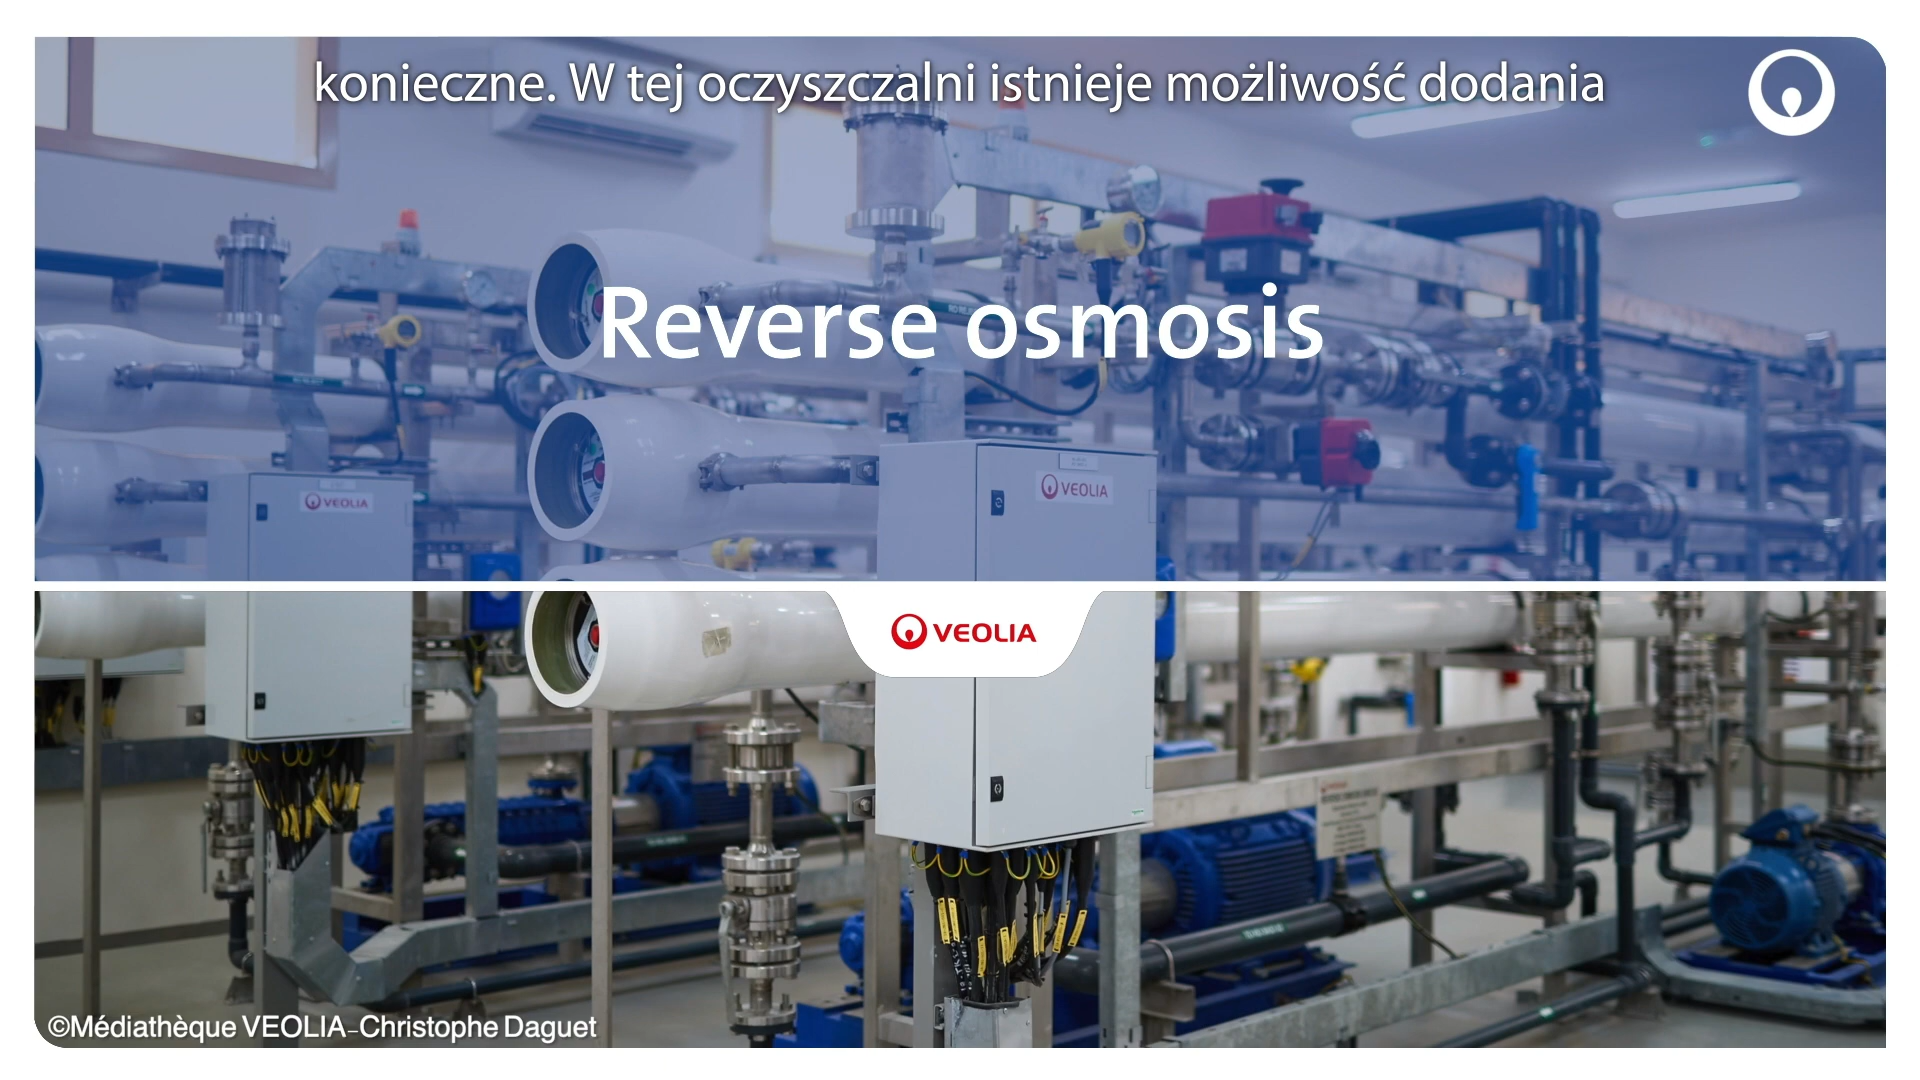 konieczne. W tej oczyszczalni istnieje możliwość dodania
Reverse osmosis
VEOLIA
VEOLIA
VEOLIA
©Médiathèque VEOLIA-Christophe Daguet